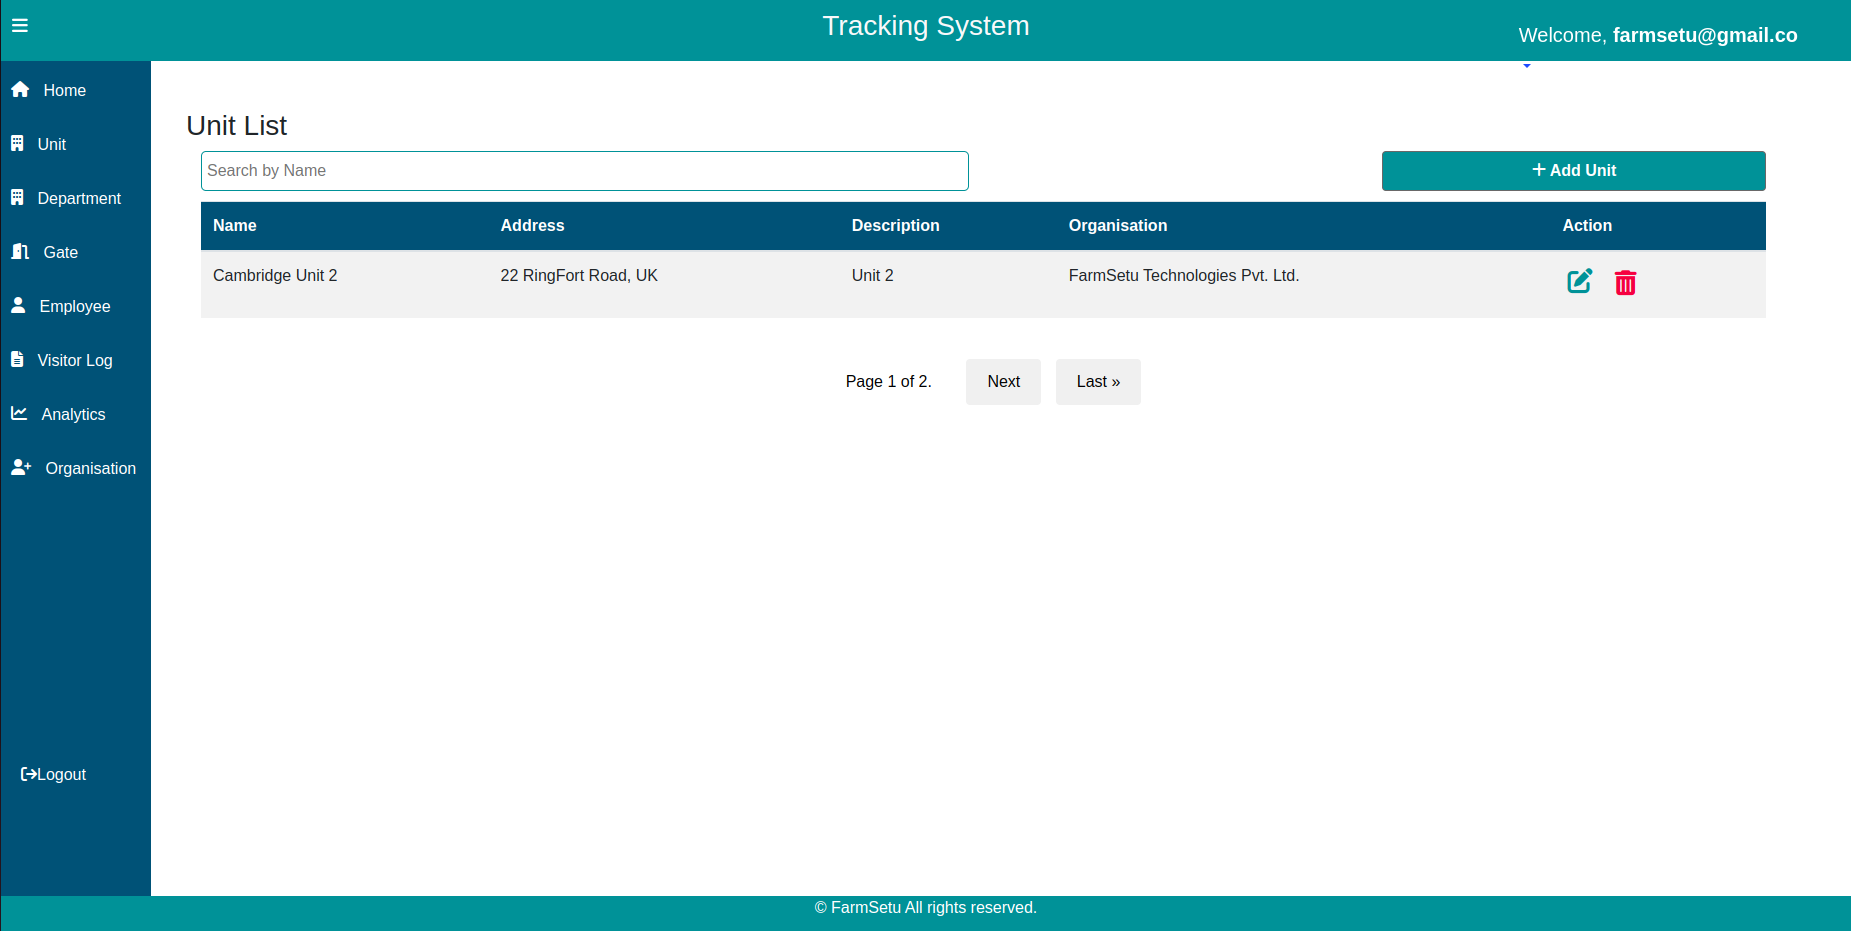 Tracking System
Welcome, farmsetu@gmail.co
Home
Unit
Department
Gate
Employee
Visitor Log
Analytics
Organisation
Logout
Unit List
Search by Name
+ Add Unit
Name Address Description Organisation Action
Cambridge Unit 2 22 RingFort Road, UK Unit 2 FarmSetu Technologies Pvt. Ltd.
Page 1 of 2. Next Last »
© FarmSetu All rights reserved.